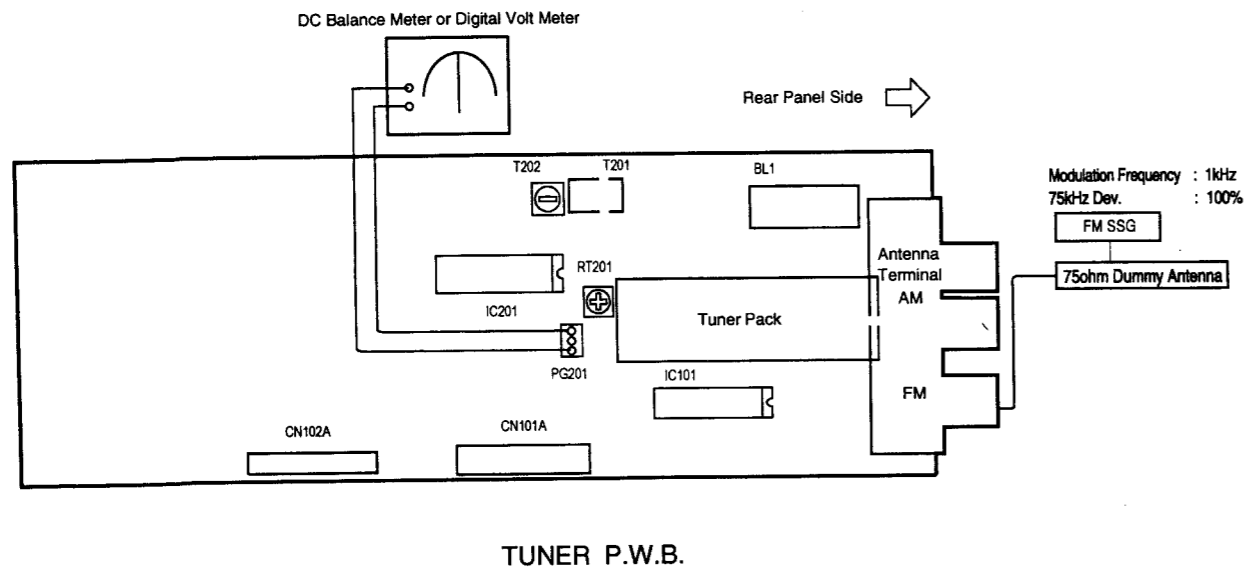 DC Balance Meter or Digital Volt Meter
Rear Panel Side
T202
T201
BL1
Modulation Frequency : 1kHz
75kHz Dev. : 100%
FM SSG
75ohm Dummy Antenna
Antenna
Terminal
AM
RT201
IC201
Tuner Pack
PG201
IC101
FM
CN102A
CN101A
TUNER P.W.B.